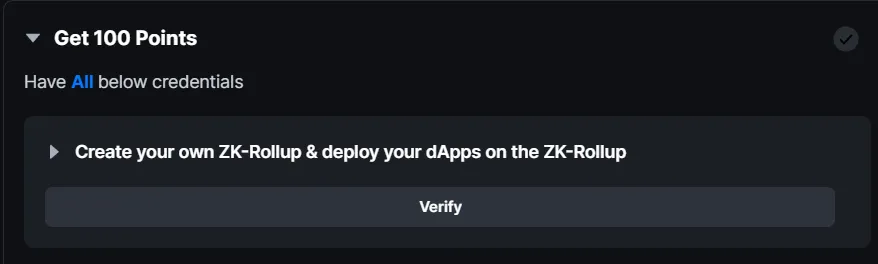 Get 100 Points
Have All below credentials
Create your own ZK-Rollup & deploy your dApps on the ZK-Rollup
Verify